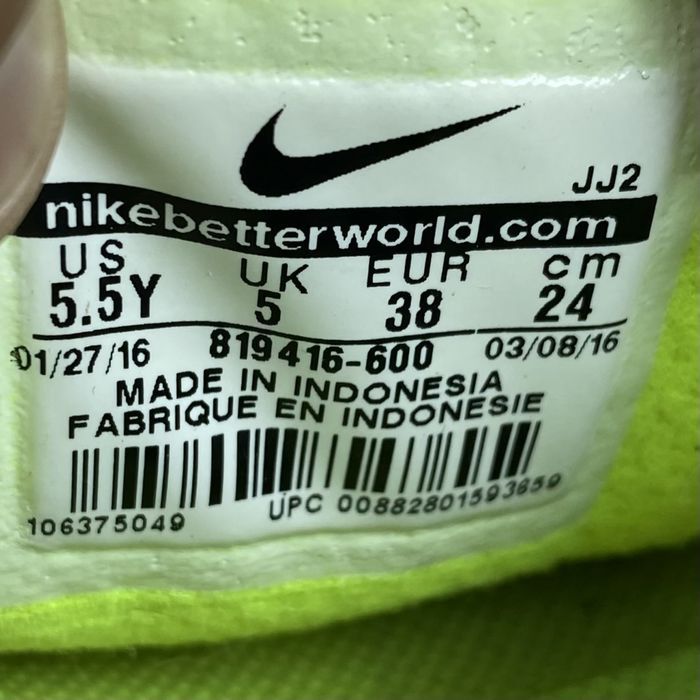 JJ2
nikebetterworld.com
US UK EUR cm
5.5Y 5 38 24
01/27/16 819416-600 03/08/16
MADE IN INDONESIA
FABRIQUE EN INDONESIE
106375049 UPC 00882801593659